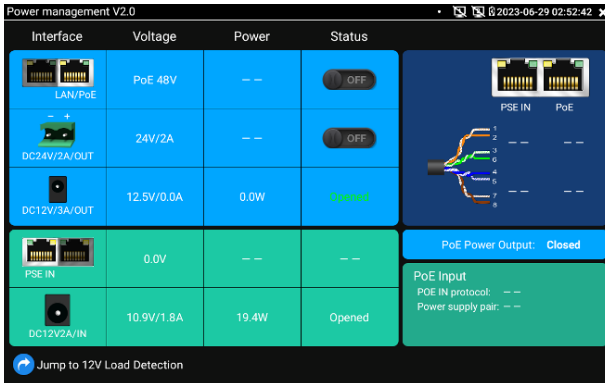 Power management V2.0
2023-06-29 02:52:42
Interface Voltage Power Status
LAN/PoE PoE 48V – – OFF
– +
DC24V/2A/OUT 24V/2A – – OFF
DC12V/3A/OUT 12.5V/0.0A 0.0W Opened
PSE IN 0.0V – – – –
DC12V2A/IN 10.9V/1.8A 19.4W Opened
Jump to 12V Load Detection
PSE IN PoE
1
2 – – – –
3
6
4
5
7 – – – –
8
PoE Power Output: Closed
PoE Input
POE IN protocol: – –
Power supply pair: – –